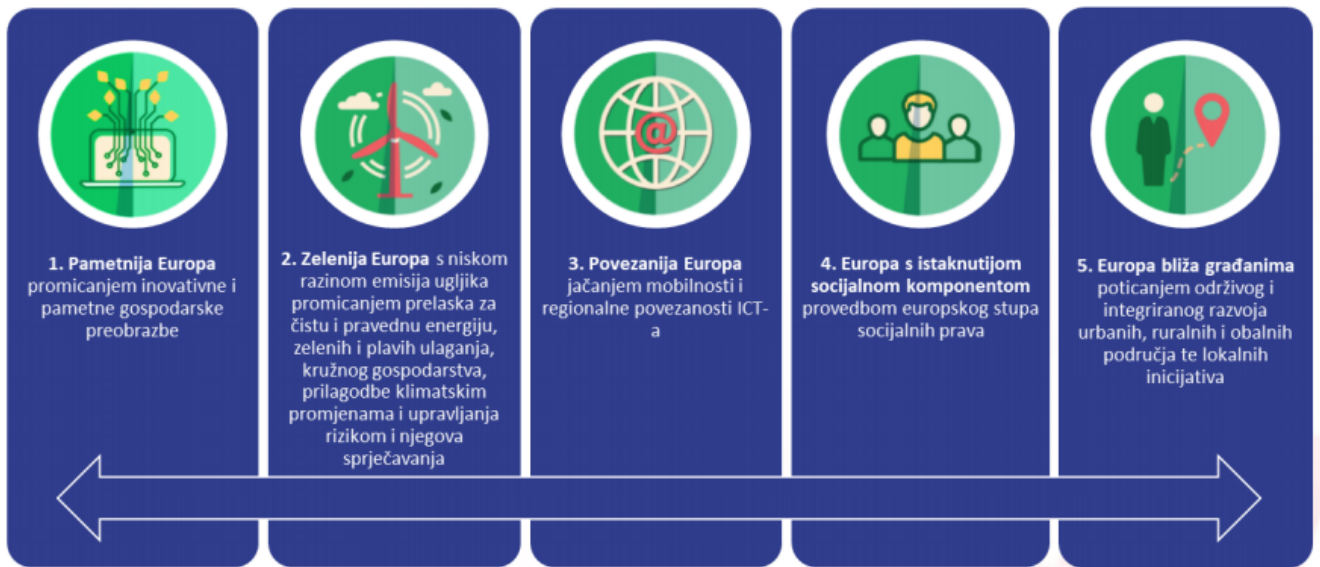 1. Pametnija Europa
promicanjem inovativne i
pametne gospodarske
preobrazbe
2. Zelenija Europa s niskom
razinom emisija ugljika
promicanjem prelaska za
čistu i pravednu energiju,
zelenih i plavih ulaganja,
kružnog gospodarstva,
prilagodbe klimatskim
promjenama i upravljanja
rizikom i njegova
sprječavanja
@
3. Povezanija Europa
jačanjem mobilnosti i
regionalne povezanosti ICT-
a
4. Europa s istaknutijom
socijalnom komponentom
provedbom europskog stupa
socijalnih prava
5. Europa bliža građanima
poticanjem održivog i
integriranog razvoja
urbanih, ruralnih i obalnih
područja te lokalnih
inicijativa